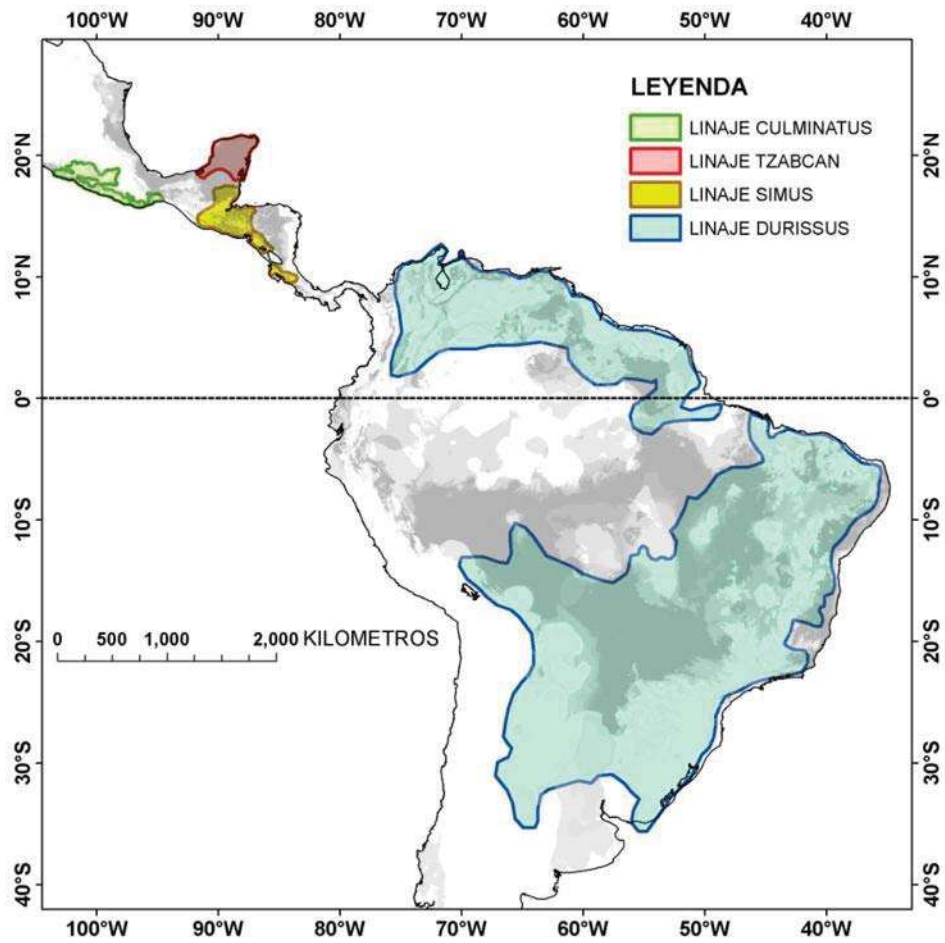 100°W 90°W 80°W 70°W 60°W 50°W 40°W
LEYENDA
LINAJE CULMINATUS
LINAJE TZABCAN
LINAJE SIMUS
LINAJE DURISSUS
20°N 20°N
10°N 10°N
0° 0°
10°S 10°S
0 500 1,000 2,000 KILOMETROS
20°S 20°S
30°S 30°S
40°S 40°S
100°W 90°W 80°W 70°W 60°W 50°W 40°W